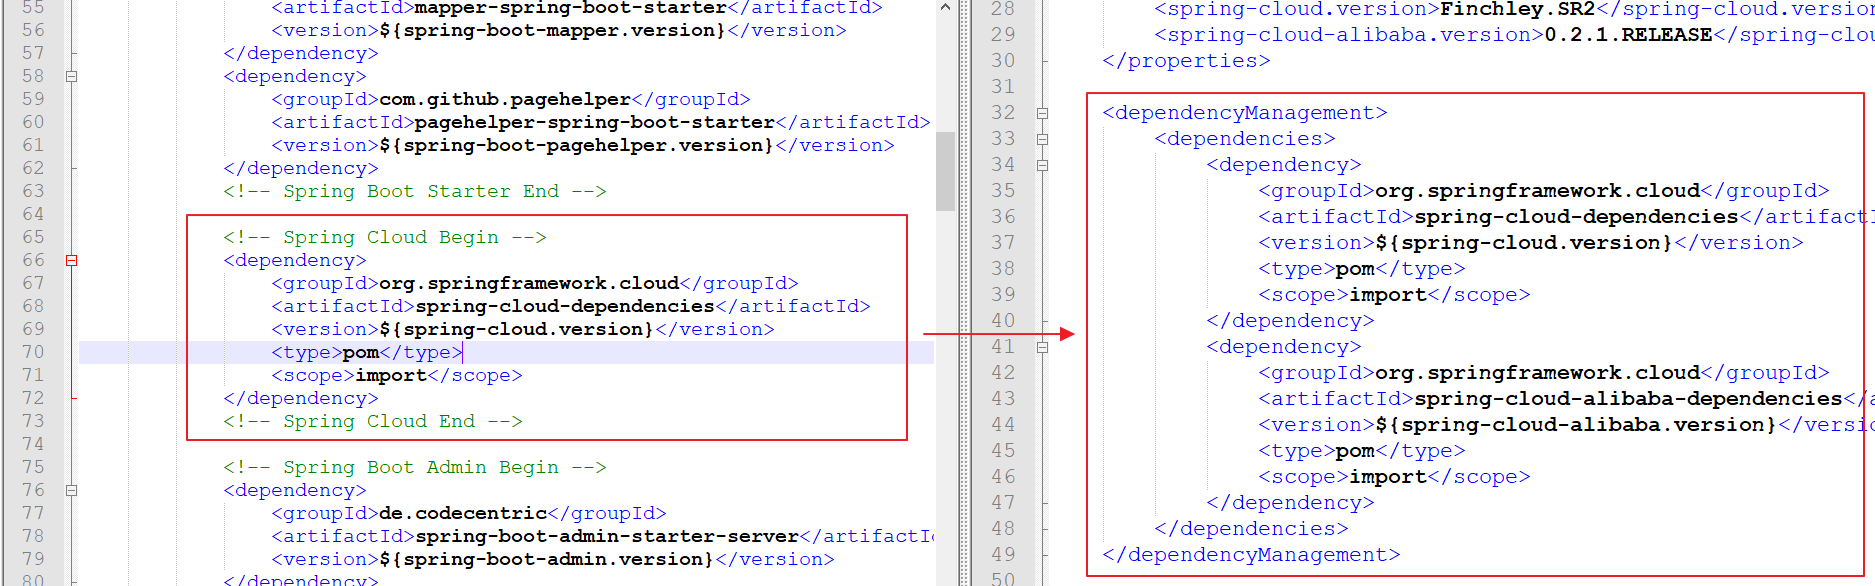 55 <artifactId>mapper-spring-boot-starter</artifactId>
56 <version>${spring-boot-mapper.version}</version>
57 </dependency>
58 <dependency>
59 <groupId>com.github.pagehelper</groupId>
60 <artifactId>pagehelper-spring-boot-starter</artifactId>
61 <version>${spring-boot-pagehelper.version}</version>
62 </dependency>
63 <!-- Spring Boot Starter End -->
64
65 <!-- Spring Cloud Begin -->
66 <dependency>
67 <groupId>org.springframework.cloud</groupId>
68 <artifactId>spring-cloud-dependencies</artifactId>
69 <version>${spring-cloud.version}</version>
70 <type>pom</type>
71 <scope>import</scope>
72 </dependency>
73 <!-- Spring Cloud End -->
74
75 <!-- Spring Boot Admin Begin -->
76 <dependency>
77 <groupId>de.codecentric</groupId>
78 <artifactId>spring-boot-admin-starter-server</artifactId
79 <version>${spring-boot-admin.version}</version>
80 </dependency>
28 <spring-cloud.version>Finchley.SR2</spring-cloud.version
29 <spring-cloud-alibaba.version>0.2.1.RELEASE</spring-clou
30 </properties>
31
32 <dependencyManagement>
33 <dependencies>
34 <dependency>
35 <groupId>org.springframework.cloud</groupId>
36 <artifactId>spring-cloud-dependencies</artifactI
37 <version>${spring-cloud.version}</version>
38 <type>pom</type>
39 <scope>import</scope>
40 </dependency>
41 <dependency>
42 <groupId>org.springframework.cloud</groupId>
43 <artifactId>spring-cloud-alibaba-dependencies</a
44 <version>${spring-cloud-alibaba.version}</versio
45 <type>pom</type>
46 <scope>import</scope>
47 </dependency>
48 </dependencies>
49 </dependencyManagement>
50